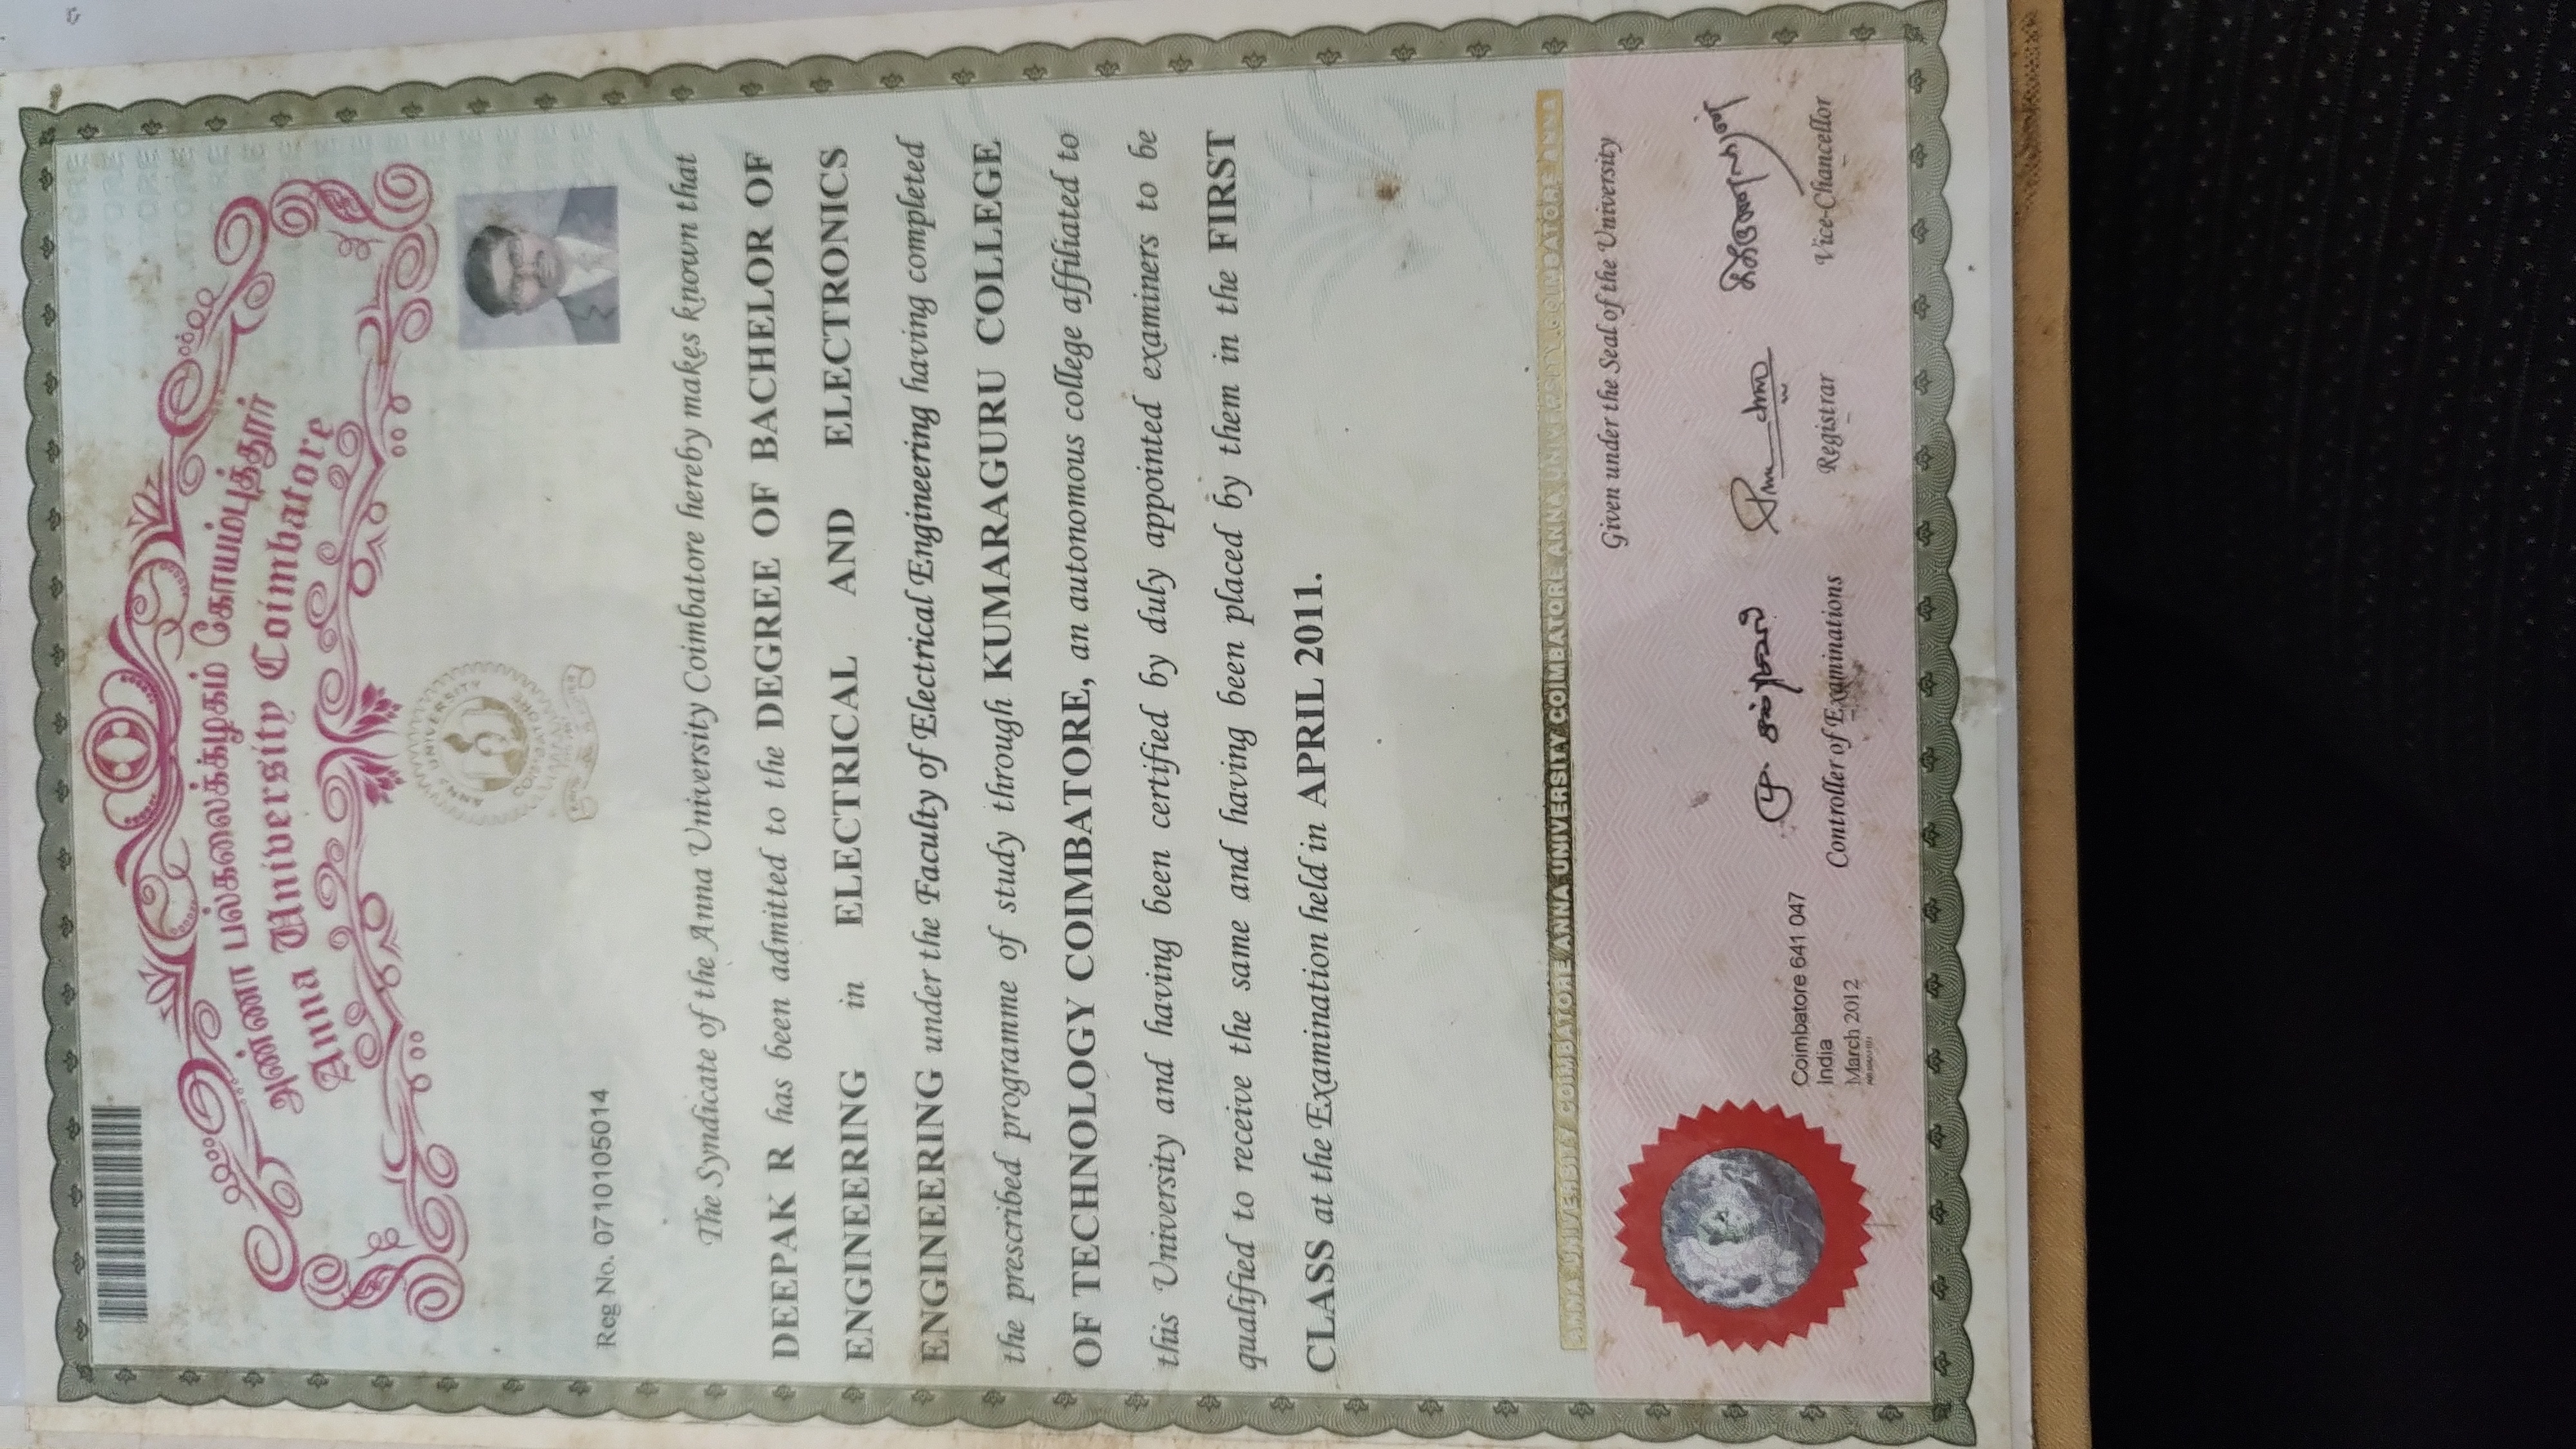 அண்ணா பல்கலைக்கழகம் கோயம்புத்தூர்
Anna University Coimbatore
ANNA UNIVERSITY
COIMBATORE
Reg No. 0710105014
The Syndicate of the Anna University Coimbatore hereby makes known that
DEEPAK R has been admitted to the DEGREE OF BACHELOR OF
ENGINEERING in ELECTRICAL AND ELECTRONICS
ENGINEERING under the Faculty of Electrical Engineering having completed
the prescribed programme of study through KUMARAGURU COLLEGE
OF TECHNOLOGY COIMBATORE, an autonomous college affiliated to
this University and having been certified by duly appointed examiners to be
qualified to receive the same and having been placed by them in the FIRST
CLASS at the Examination held in APRIL 2011.
ANNA UNIVERSITY COIMBATORE ANNA UNIVERSITY COIMBATORE ANNA UNIVERSITY COIMBATORE ANNA
Given under the Seal of the University
Coimbatore 641 047
India
March 2012
Controller of Examinations
Registrar
Vice-Chancellor